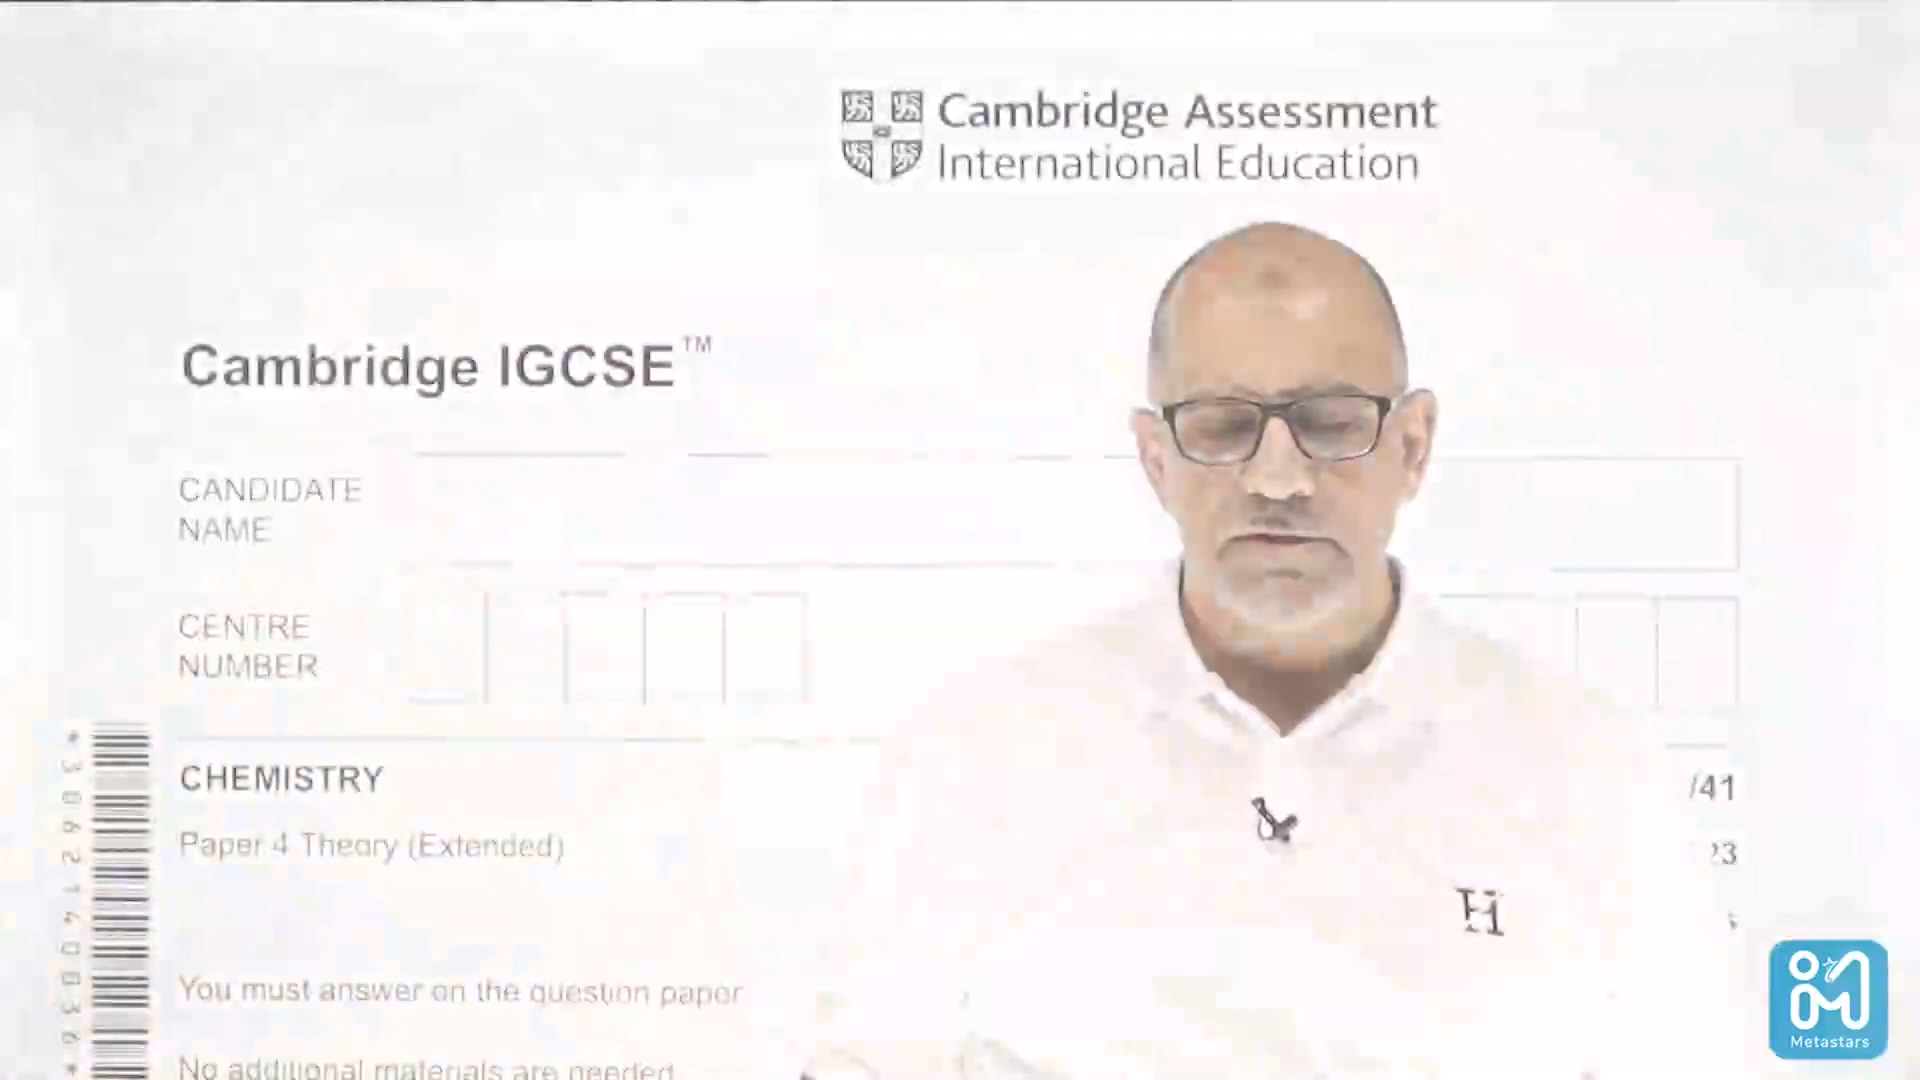 Cambridge Assessment
International Education
Cambridge IGCSE™
CANDIDATE
NAME
CENTRE
NUMBER
CHEMISTRY
/41
Paper 4 Theory (Extended)
23
You must answer on the question paper
No additional materials are needed
*3062140836*
H
Metastars